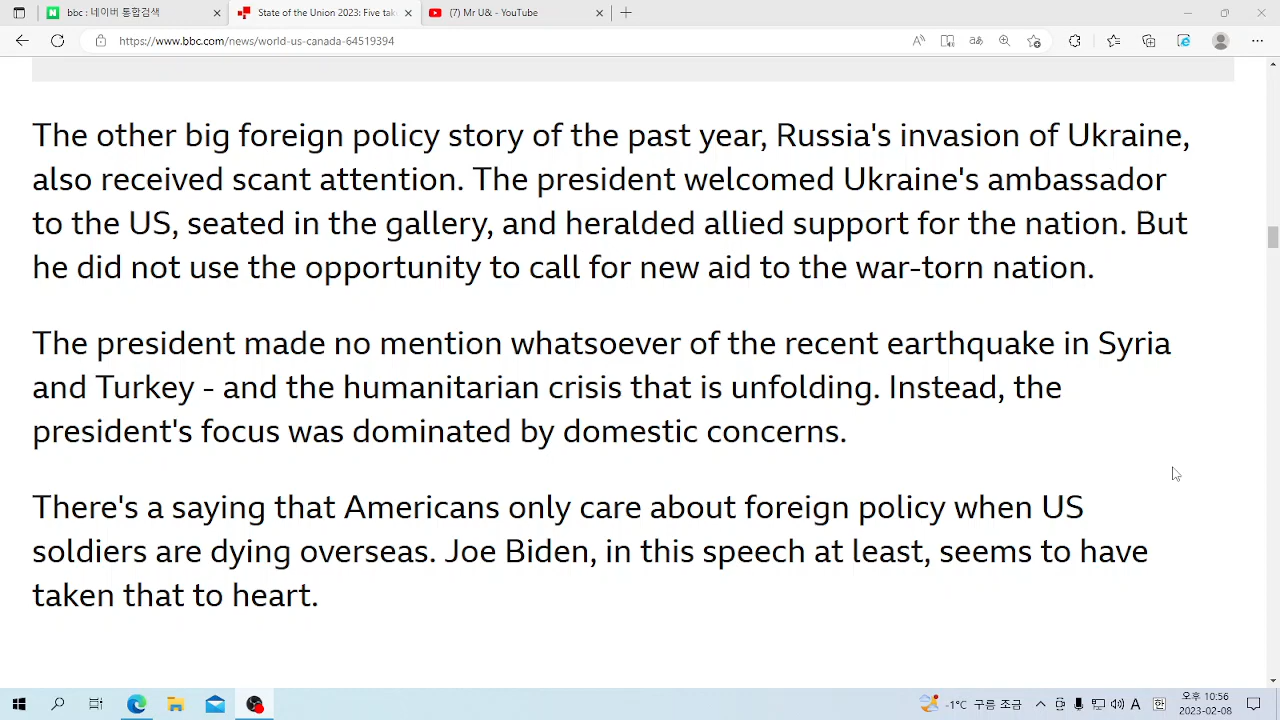 bbc : 네이버 통합검색
State of the Union 2023: Five tak
(7) Mr.U& - YouTube
https://www.bbc.com/news/world-us-canada-64519394
The other big foreign policy story of the past year, Russia's invasion of Ukraine,
also received scant attention. The president welcomed Ukraine's ambassador
to the US, seated in the gallery, and heralded allied support for the nation. But
he did not use the opportunity to call for new aid to the war-torn nation.
The president made no mention whatsoever of the recent earthquake in Syria
and Turkey - and the humanitarian crisis that is unfolding. Instead, the
president's focus was dominated by domestic concerns.
There's a saying that Americans only care about foreign policy when US
soldiers are dying overseas. Joe Biden, in this speech at least, seems to have
taken that to heart.
-1°C 구름 조금
A
한
오후 10:56
2023-02-08